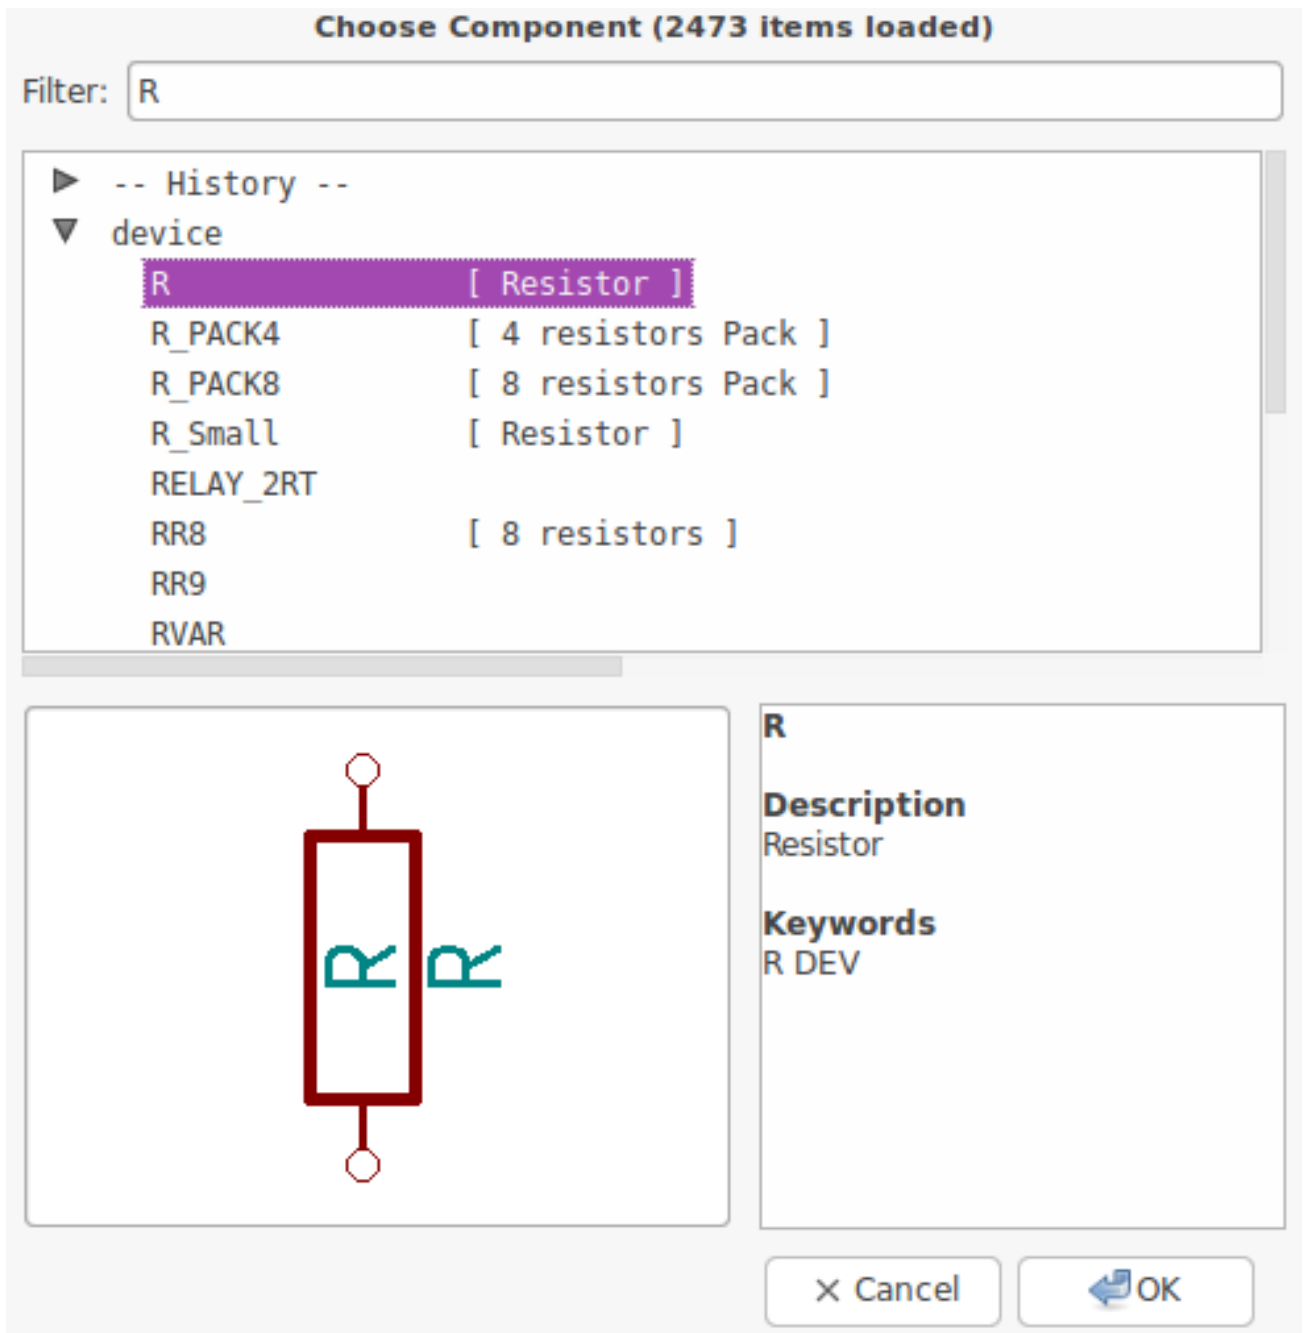 Choose Component (2473 items loaded)
Filter: R
-- History --
device
R [ Resistor ]
R_PACK4 [ 4 resistors Pack ]
R_PACK8 [ 8 resistors Pack ]
R_Small [ Resistor ]
RELAY_2RT
RR8 [ 8 resistors ]
RR9
RVAR
R R
R
Description
Resistor
Keywords
R DEV
Cancel OK